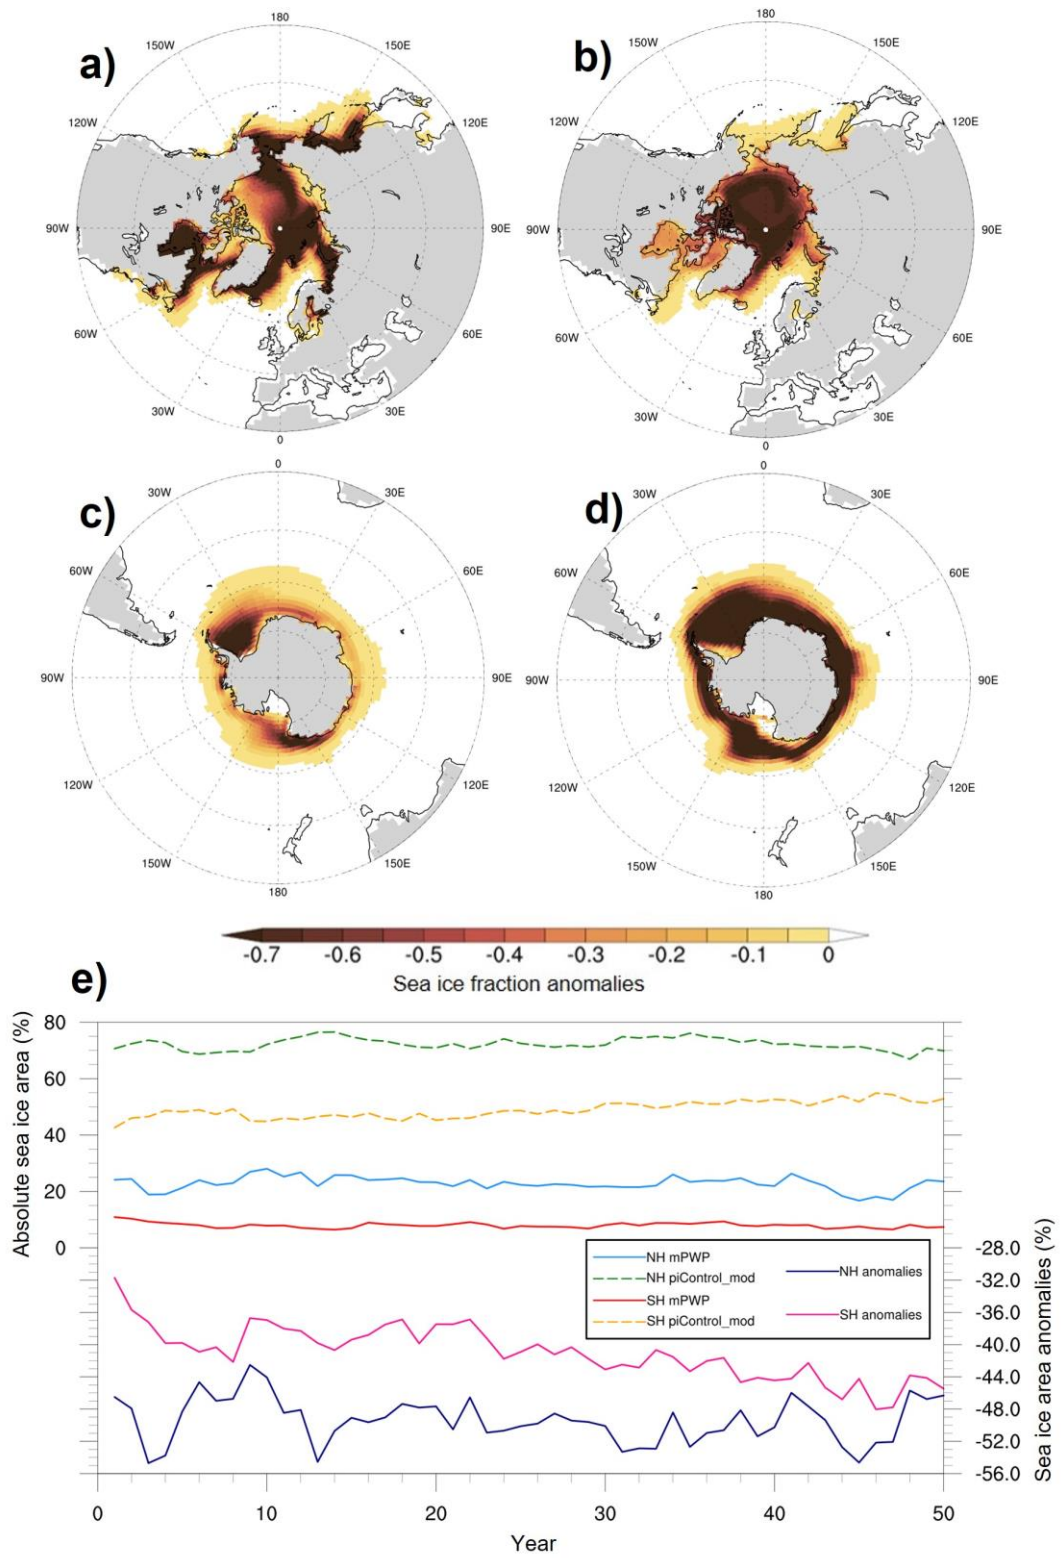 a)
180
150W
150E
120W
120E
90W
90E
60W
60E
30W
30E
0
b)
180
150W
150E
120W
120E
90W
90E
60W
60E
30W
30E
0
c)
0
30W
30E
60W
60E
90W
90E
120W
120E
150W
150E
180
d)
0
30W
30E
60W
60E
90W
90E
120W
120E
150W
150E
180
-0.7 -0.6 -0.5 -0.4 -0.3 -0.2 -0.1 0
Sea ice fraction anomalies
e)
Absolute sea ice area (%)
80
60
40
20
0
NH mPWP
NH piControl_mod
SH mPWP
SH piControl_mod
NH anomalies
SH anomalies
-28.0
-32.0
-36.0
-40.0
-44.0
-48.0
-52.0
-56.0
Sea ice area anomalies (%)
0 10 20 30 40 50
Year